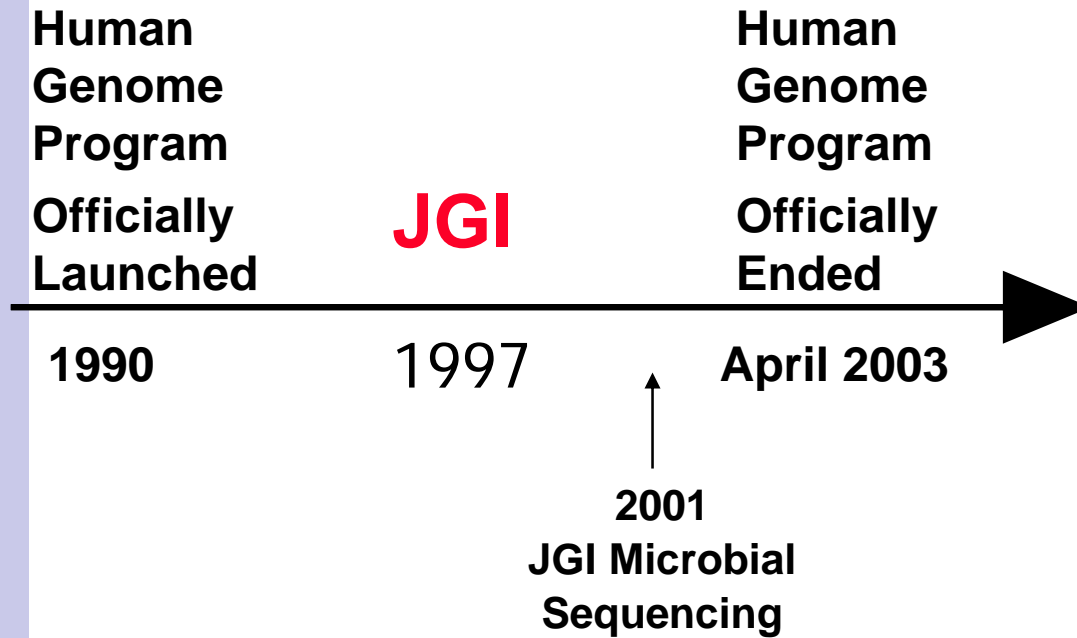 Human
Genome
Program
Officially
Launched
JGI
Human
Genome
Program
Officially
Ended
1990
1997
April 2003
2001
JGI Microbial
Sequencing